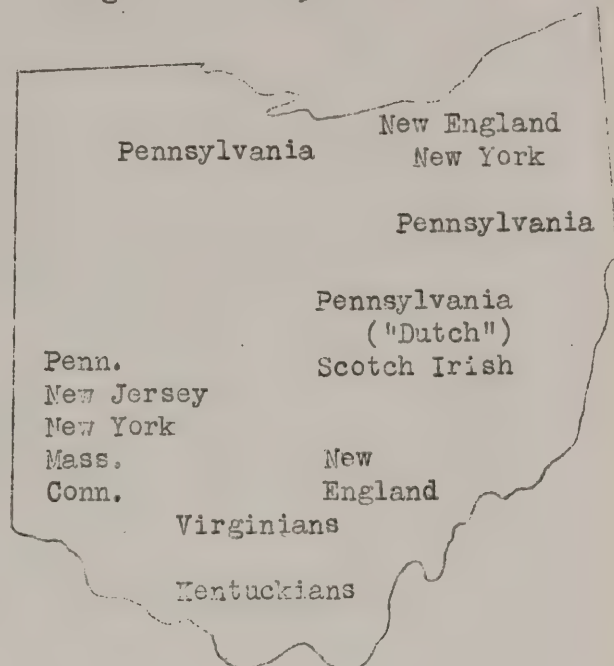 New England
Pennsylvania
New York
Pennsylvania
Pennsylvania
("Dutch")
Scotch Irish
Penn.
New Jersey
New York
Mass.
Conn.
New
England
Virginians
Kentuckians